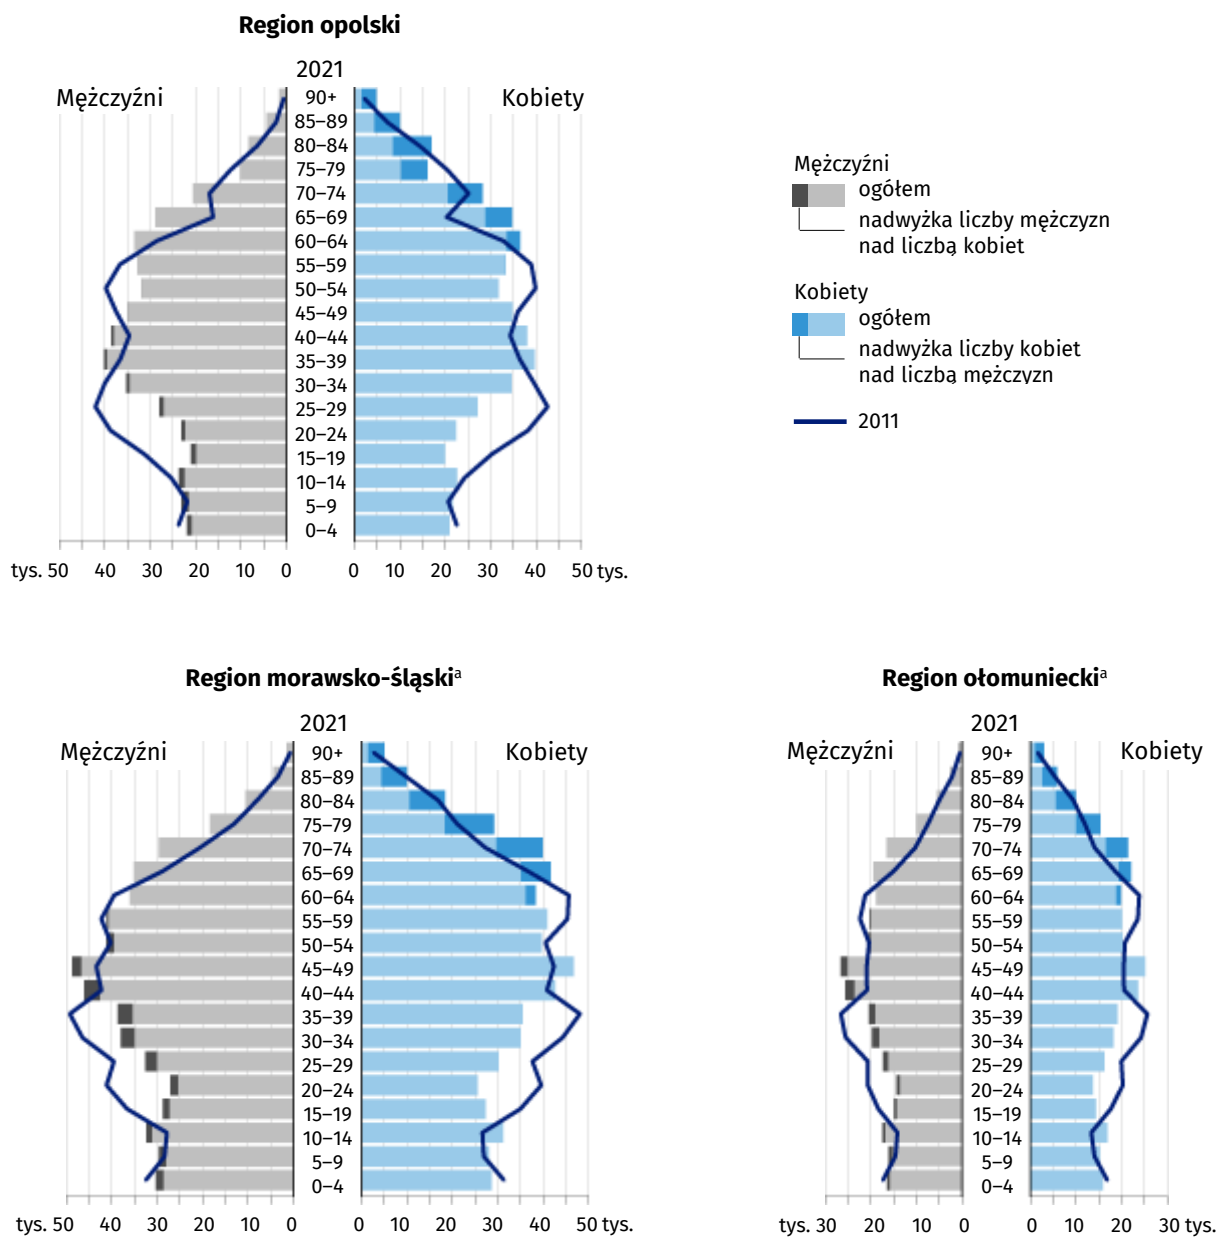 Region opolski
2021
Mężczyźni
Kobiety
90+
85–89
80–84
75–79
70–74
65–69
60–64
55–59
50–54
45–49
40–44
35–39
30–34
25–29
20–24
15–19
10–14
5–9
0–4
tys. 50 40 30 20 10 0
0 10 20 30 40 50 tys.
Mężczyźni
ogółem
nadwyżka liczby mężczyzn
nad liczbą kobiet
Kobiety
ogółem
nadwyżka liczby kobiet
nad liczbą mężczyzn
2011
Region morawsko-śląskiᵃ
2021
Mężczyźni
Kobiety
90+
85–89
80–84
75–79
70–74
65–69
60–64
55–59
50–54
45–49
40–44
35–39
30–34
25–29
20–24
15–19
10–14
5–9
0–4
tys. 50 40 30 20 10 0
0 10 20 30 40 50 tys.
Region ołomunieckiᵃ
2021
Mężczyźni
Kobiety
90+
85–89
80–84
75–79
70–74
65–69
60–64
55–59
50–54
45–49
40–44
35–39
30–34
25–29
20–24
15–19
10–14
5–9
0–4
tys. 30 20 10 0
0 10 20 30 tys.